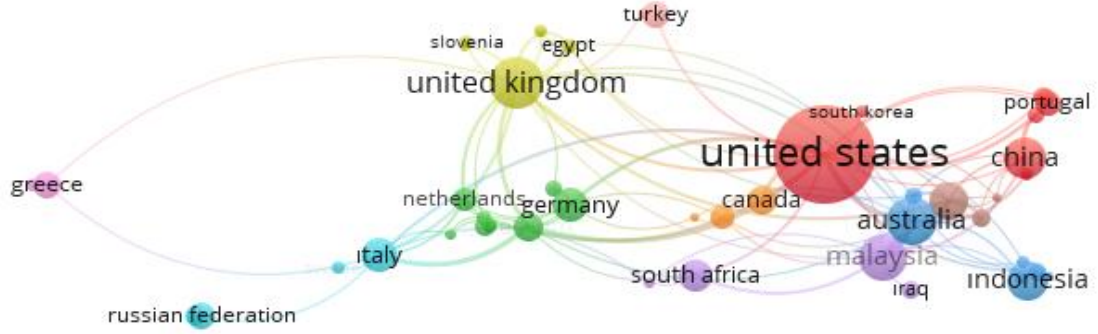 turkey
slovenia
egypt
united kingdom
portugal
south korea
united states
china
greece
netherlands
germany
canada
australia
italy
malaysia
south africa
indonesia
iraq
russian federation